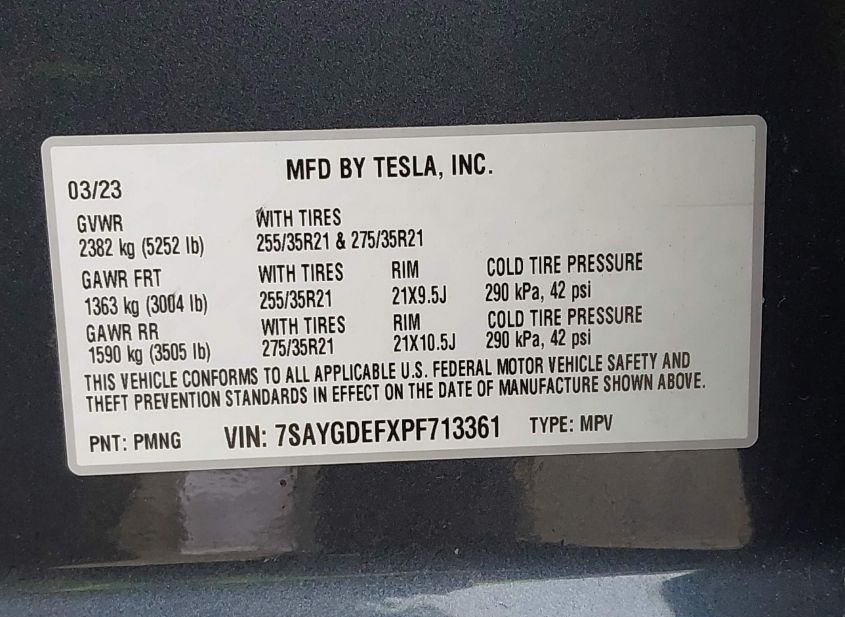 MFD BY TESLA, INC.
03/23
GVWR WITH TIRES
2382 kg (5252 lb) 255/35R21 & 275/35R21
GAWR FRT WITH TIRES RIM COLD TIRE PRESSURE
1363 kg (3004 lb) 255/35R21 21X9.5J 290 kPa, 42 psi
GAWR RR WITH TIRES RIM COLD TIRE PRESSURE
1590 kg (3505 lb) 275/35R21 21X10.5J 290 kPa, 42 psi
THIS VEHICLE CONFORMS TO ALL APPLICABLE U.S. FEDERAL MOTOR VEHICLE SAFETY AND
THEFT PREVENTION STANDARDS IN EFFECT ON THE DATE OF MANUFACTURE SHOWN ABOVE.
PNT: PMNG VIN: 7SAYGDEFXPF713361 TYPE: MPV